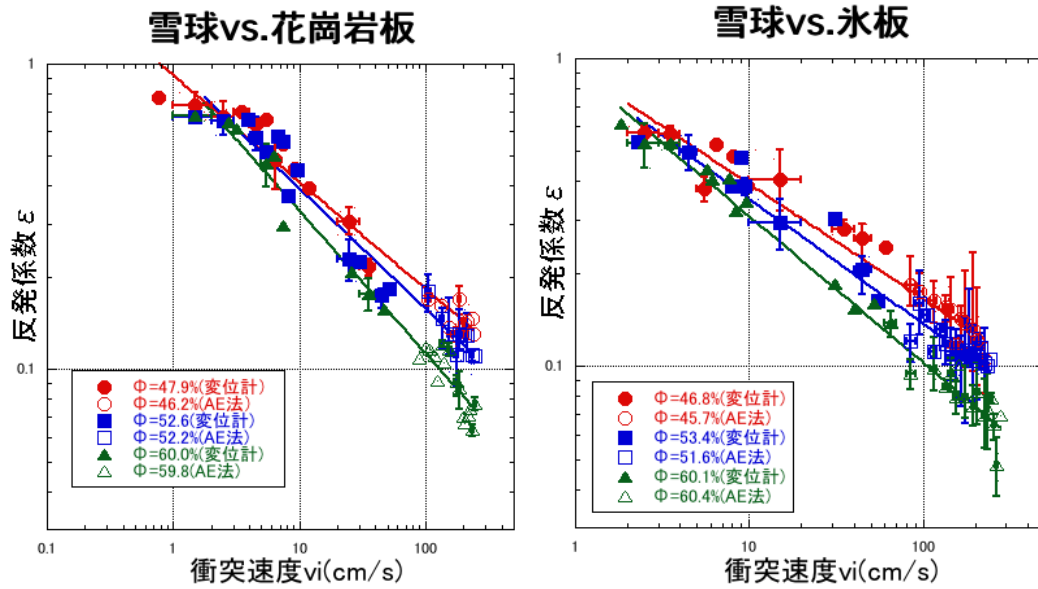 雪球vs.花崗岩板
1
0.1
反発係数 ε
Φ=47.9%(変位計)
Φ=46.2%(AE法)
Φ=52.6(変位計)
Φ=52.2%(AE法)
Φ=60.0%(変位計)
Φ=59.8(AE法)
0.1
1
10
100
衝突速度vi(cm/s)
雪球vs.氷板
1
0.1
反発係数 ε
Φ=46.8%(変位計)
Φ=45.7%(AE法)
Φ=53.4%(変位計)
Φ=51.6%(AE法)
Φ=60.1%(変位計)
Φ=60.4%(AE法)
1
10
100
1000
衝突速度vi(cm/s)